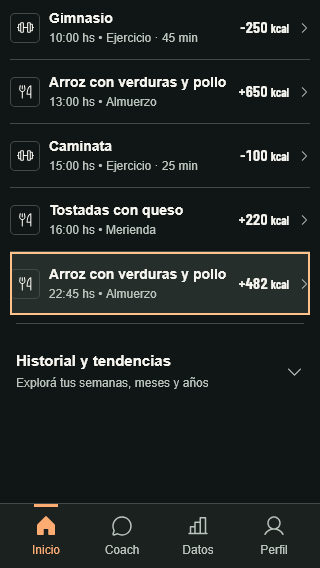 Gimnasio
-250 kcal
10:00 hs • Ejercicio · 45 min
Arroz con verduras y pollo
+650 kcal
13:00 hs • Almuerzo
Caminata
-100 kcal
15:00 hs • Ejercicio · 25 min
Tostadas con queso
+220 kcal
16:00 hs • Merienda
Arroz con verduras y pollo
+482 kcal
22:45 hs • Almuerzo
Historial y tendencias
Explorá tus semanas, meses y años
Inicio
Coach
Datos
Perfil